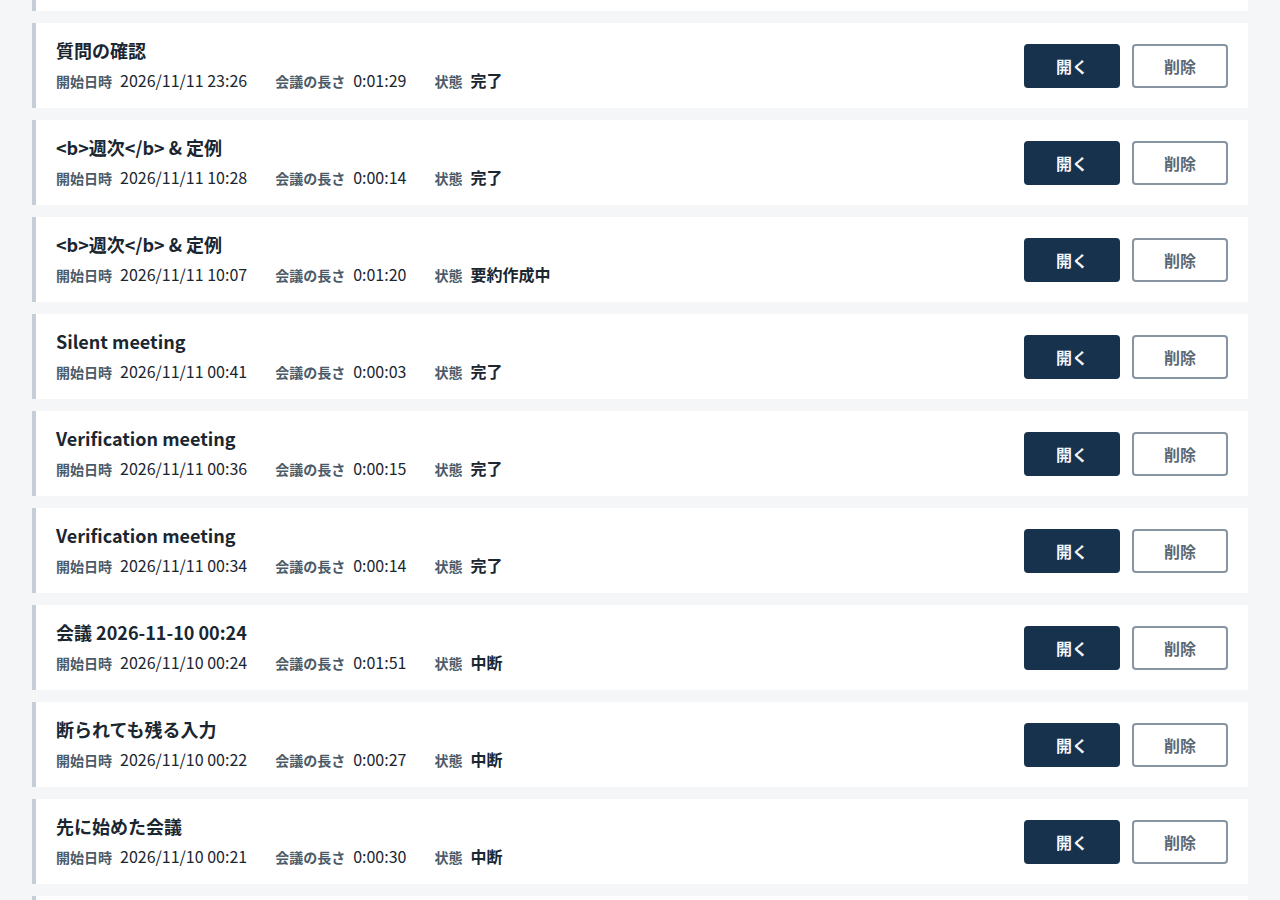 質問の確認
開始日時 2026/11/11 23:26 会議の長さ 0:01:29 状態 完了
開く 削除
<b>週次</b> & 定例
開始日時 2026/11/11 10:28 会議の長さ 0:00:14 状態 完了
開く 削除
<b>週次</b> & 定例
開始日時 2026/11/11 10:07 会議の長さ 0:01:20 状態 要約作成中
開く 削除
Silent meeting
開始日時 2026/11/11 00:41 会議の長さ 0:00:03 状態 完了
開く 削除
Verification meeting
開始日時 2026/11/11 00:36 会議の長さ 0:00:15 状態 完了
開く 削除
Verification meeting
開始日時 2026/11/11 00:34 会議の長さ 0:00:14 状態 完了
開く 削除
会議 2026-11-10 00:24
開始日時 2026/11/10 00:24 会議の長さ 0:01:51 状態 中断
開く 削除
断られても残る入力
開始日時 2026/11/10 00:22 会議の長さ 0:00:27 状態 中断
開く 削除
先に始めた会議
開始日時 2026/11/10 00:21 会議の長さ 0:00:30 状態 中断
開く 削除